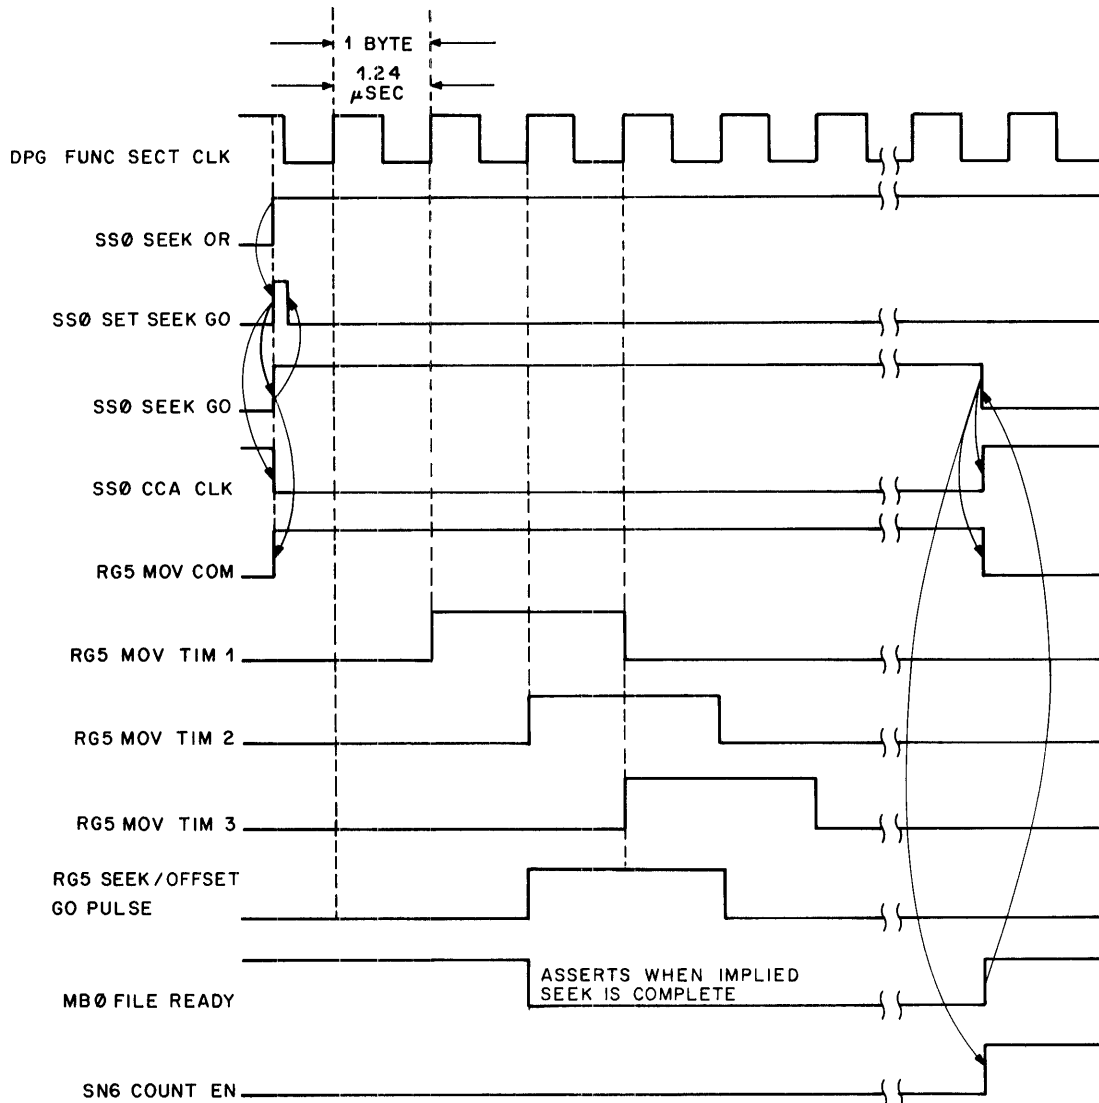 1 BYTE
1.24
µSEC
DPG FUNC SECT CLK
SSØ SEEK OR
SSØ SET SEEK GO
SSØ SEEK GO
SSØ CCA CLK
RG5 MOV COM
RG5 MOV TIM 1
RG5 MOV TIM 2
RG5 MOV TIM 3
RG5 SEEK/OFFSET
GO PULSE
ASSERTS WHEN IMPLIED
SEEK IS COMPLETE
MBØ FILE READY
SN6 COUNT EN